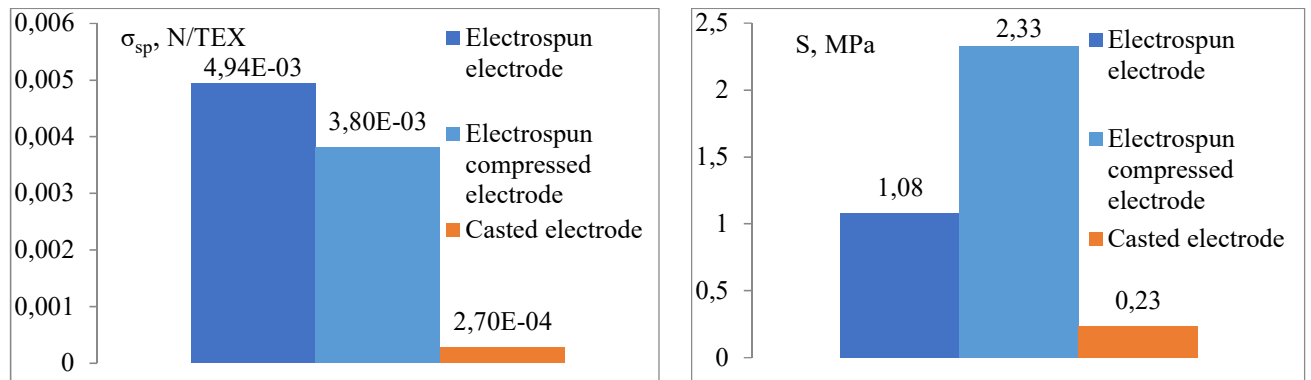 0,006
0,005
0,004
0,003
0,002
0,001
0
σsp, N/TEX
4,94E-03
3,80E-03
2,70E-04
Electrospun
electrode
Electrospun
compressed
electrode
Casted electrode
2,5
2
1,5
1
0,5
0
S, MPa
1,08
2,33
0,23
Electrospun
electrode
Electrospun
compressed
electrode
Casted electrode